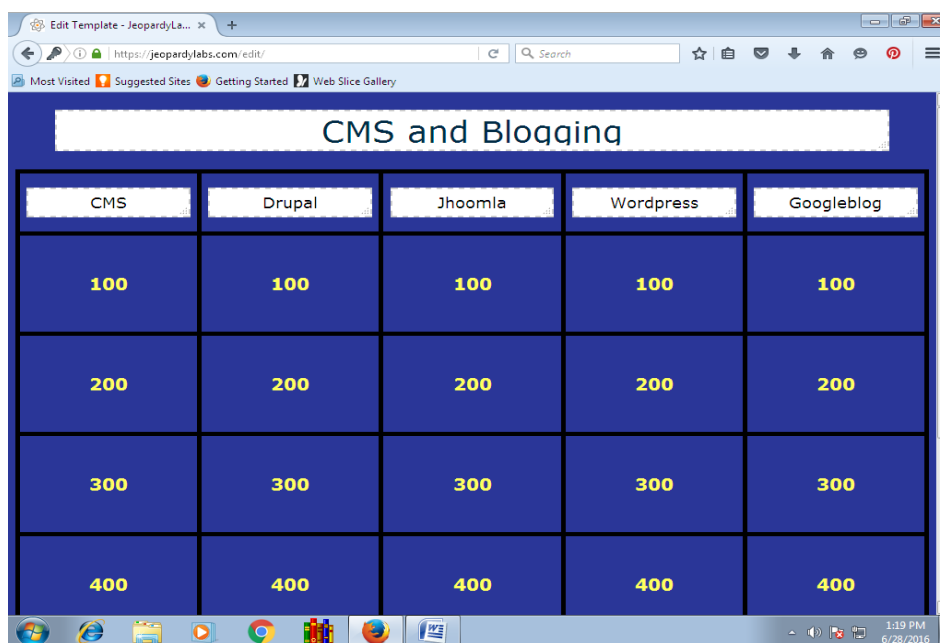 Edit Template - JeopardyLa...
https://jeopardylabs.com/edit/
Search
Most Visited Suggested Sites Getting Started Web Slice Gallery
CMS and Blogging
CMS Drupal Jhoomla Wordpress Googleblog
100 100 100 100 100
200 200 200 200 200
300 300 300 300 300
400 400 400 400 400
1:19 PM
6/28/2016